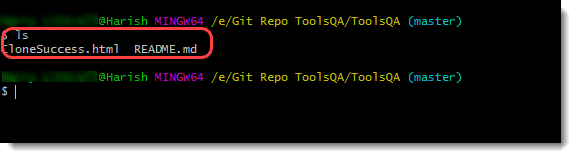 @Harish MINGW64 /e/Git Repo ToolsQA/ToolsQA (master)
$ ls
CloneSuccess.html README.md
@Harish MINGW64 /e/Git Repo ToolsQA/ToolsQA (master)
$